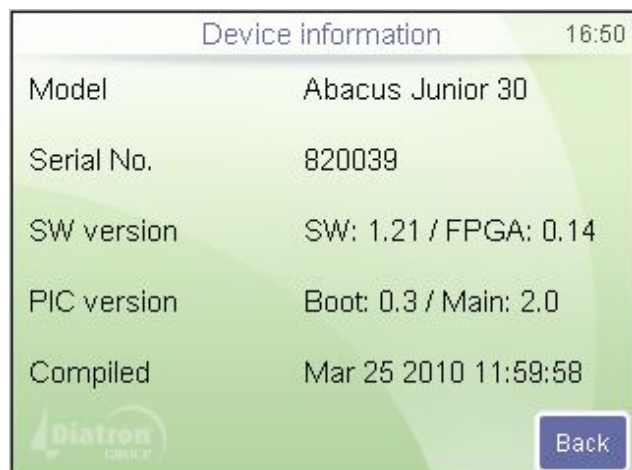 Device information 16:50
Model Abacus Junior 30
Serial No. 820039
SW version SW: 1.21 / FPGA: 0.14
PIC version Boot: 0.3 / Main: 2.0
Compiled Mar 25 2010 11:59:58
Diatron
GROUP
Back